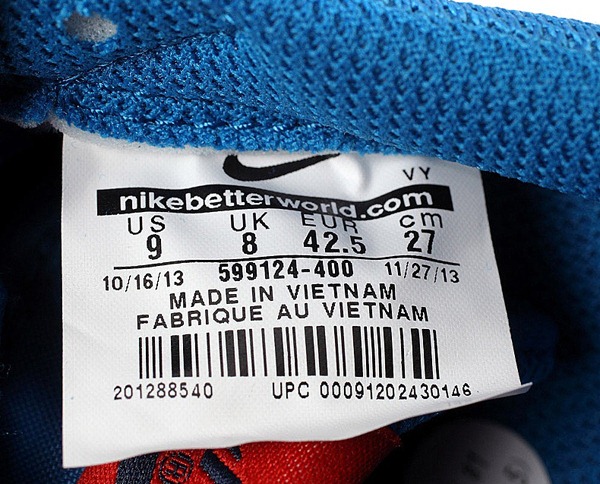 VY
nikebetterworld.com
US UK EUR cm
9 8 42.5 27
10/16/13 599124-400 11/27/13
MADE IN VIETNAM
FABRIQUE AU VIETNAM
201288540 UPC 00091202430146